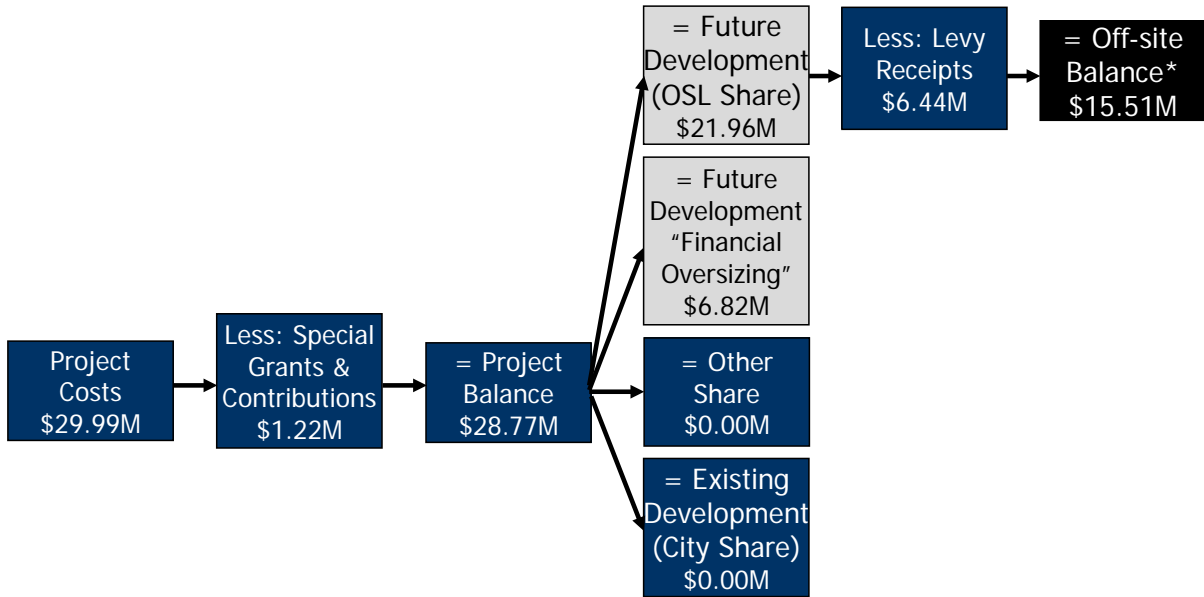 Project
Costs
$29.99M
Less: Special
Grants &
Contributions
$1.22M
= Project
Balance
$28.77M
= Future
Development
(OSL Share)
$21.96M
Less: Levy
Receipts
$6.44M
= Off-site
Balance*
$15.51M
= Future
Development
“Financial
Oversizing”
$6.82M
= Other
Share
$0.00M
= Existing
Development
(City Share)
$0.00M